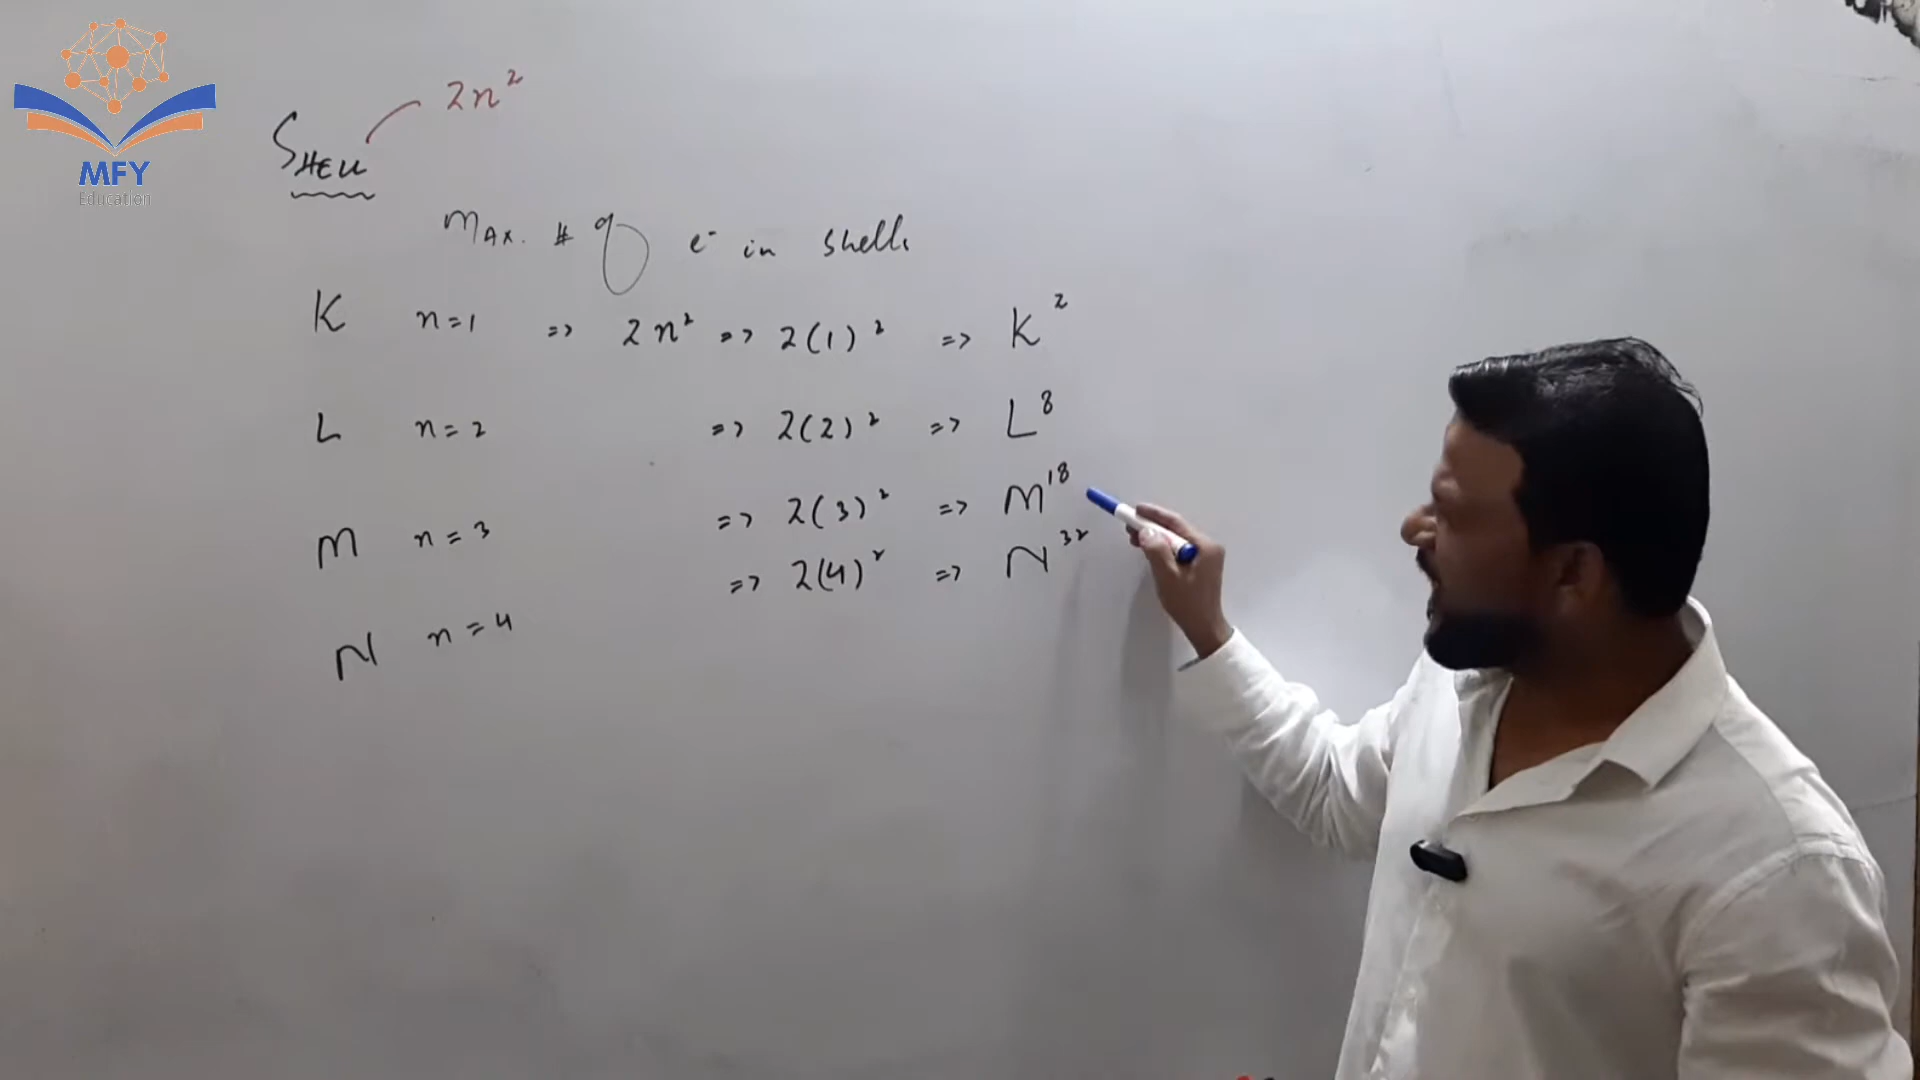 MFY
Education
2n²
SHELL
MAX. # of e⁻ in shells
K n=1 => 2n² => 2(1)² => K²
L n=2 => 2(2)² => L⁸
M n=3 => 2(3)² => M¹⁸
N n=4 => 2(4)² => N³²